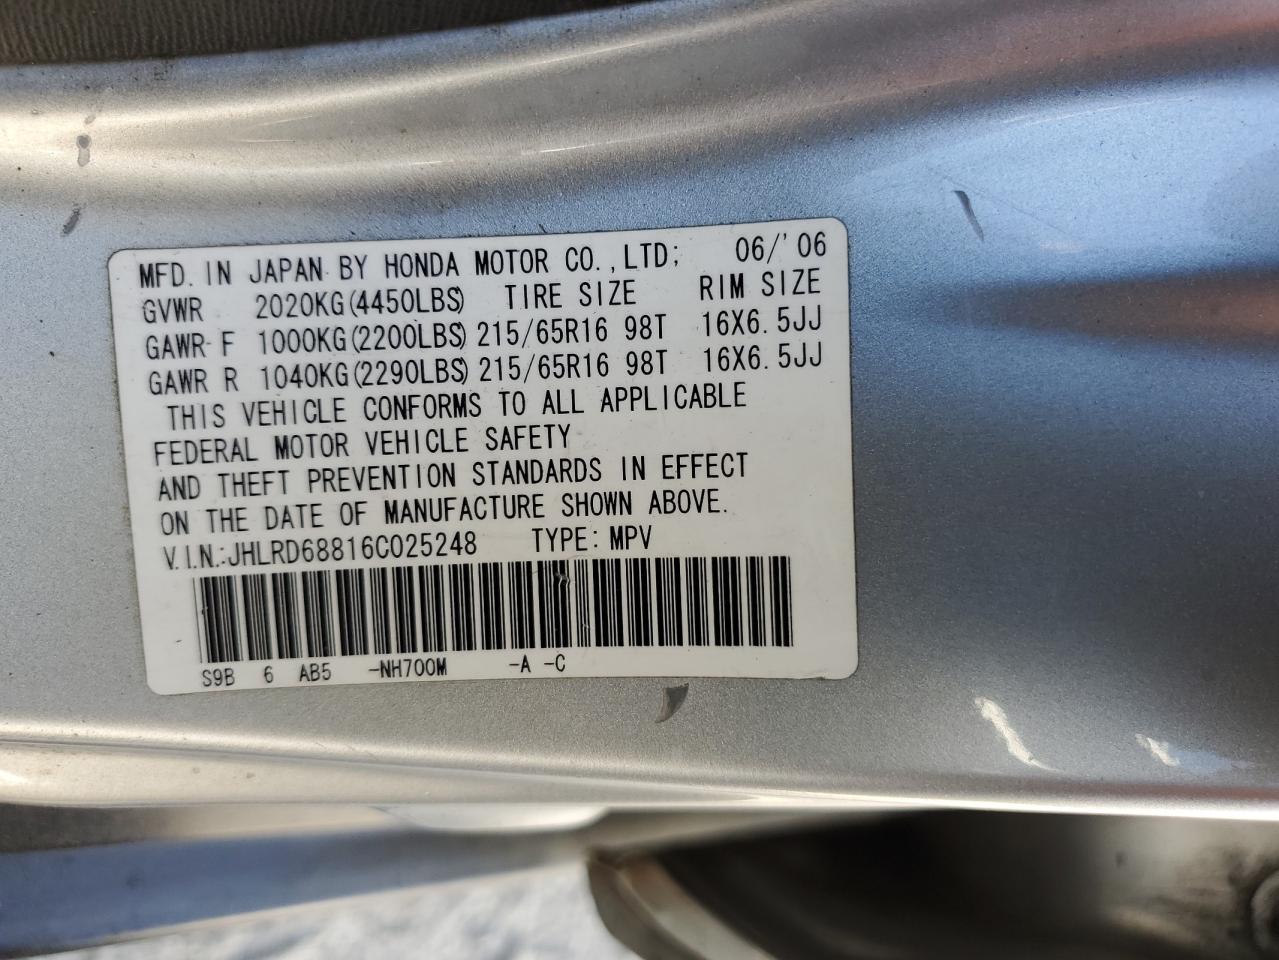 MFD. IN JAPAN BY HONDA MOTOR CO., LTD; 06/'06
GVWR 2020KG(4450LBS) TIRE SIZE RIM SIZE
GAWR F 1000KG(2200LBS) 215/65R16 98T 16X6.5JJ
GAWR R 1040KG(2290LBS) 215/65R16 98T 16X6.5JJ
THIS VEHICLE CONFORMS TO ALL APPLICABLE
FEDERAL MOTOR VEHICLE SAFETY
AND THEFT PREVENTION STANDARDS IN EFFECT
ON THE DATE OF MANUFACTURE SHOWN ABOVE.
V.I.N.:JHLRD68816C025248 TYPE: MPV
S9B 6 AB5 -NH700M -A -C